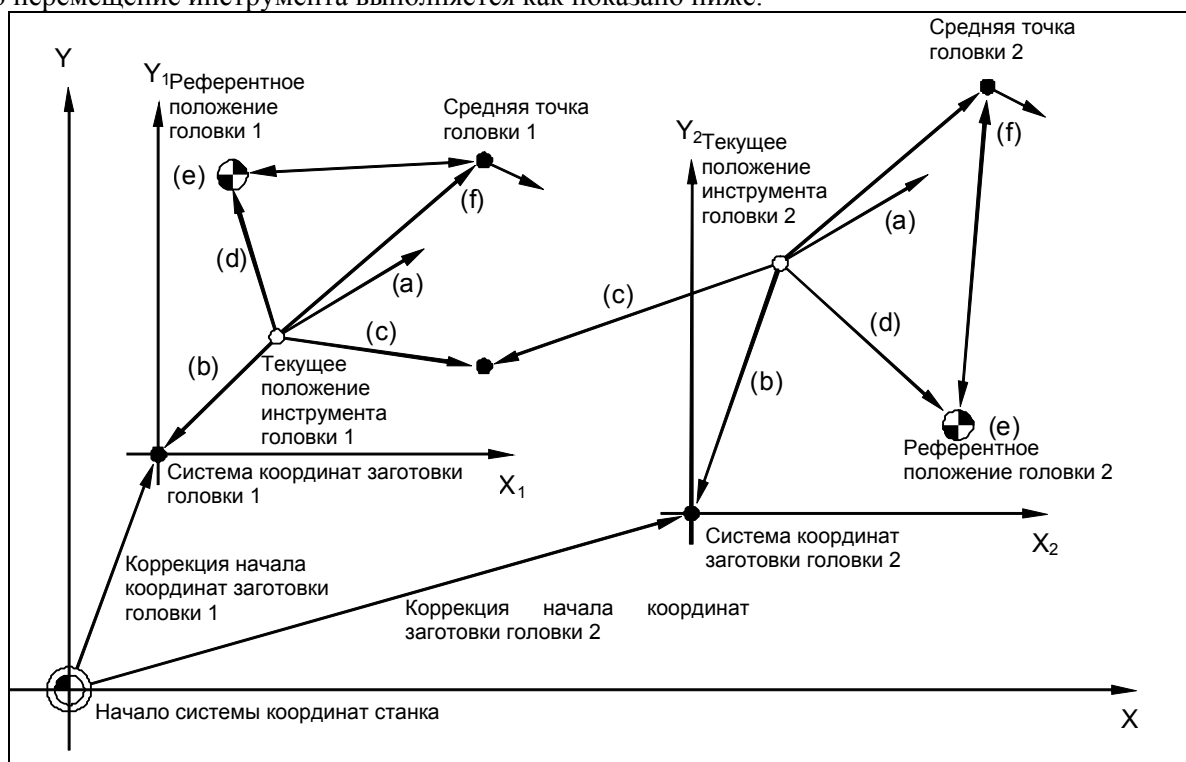 перемещение инструмента выполняется как показано ниже.
Y
Y1
Референтное
положение
головки 1
Средняя точка
головки 1
Средняя точка
головки 2
Y2
Текущее
положение
инструмента
головки 2
(e)
(f)
(d)
(a)
(c)
(b)
Текущее
положение
инструмента
головки 1
(f)
(a)
(c)
(d)
(b)
(e)
Референтное
положение головки 2
Система координат заготовки
головки 1
X1
Система координат
заготовки головки 2
X2
Коррекция начала
координат заготовки
головки 1
Коррекция начала координат
заготовки головки 2
Начало системы координат станка
X